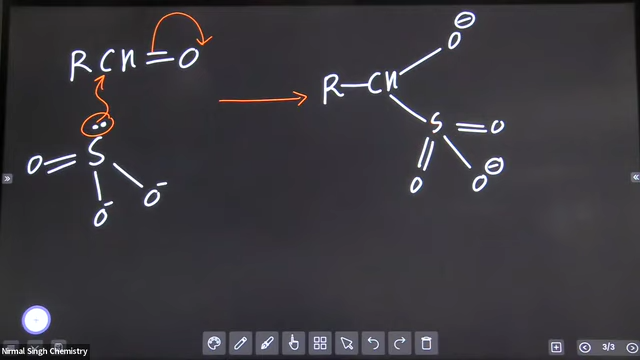 RCH=O
S
O=
O⁻
O⁻
R—CH
O⊖
S=O
O
O⊖
Nirmal Singh Chemistry
3/3